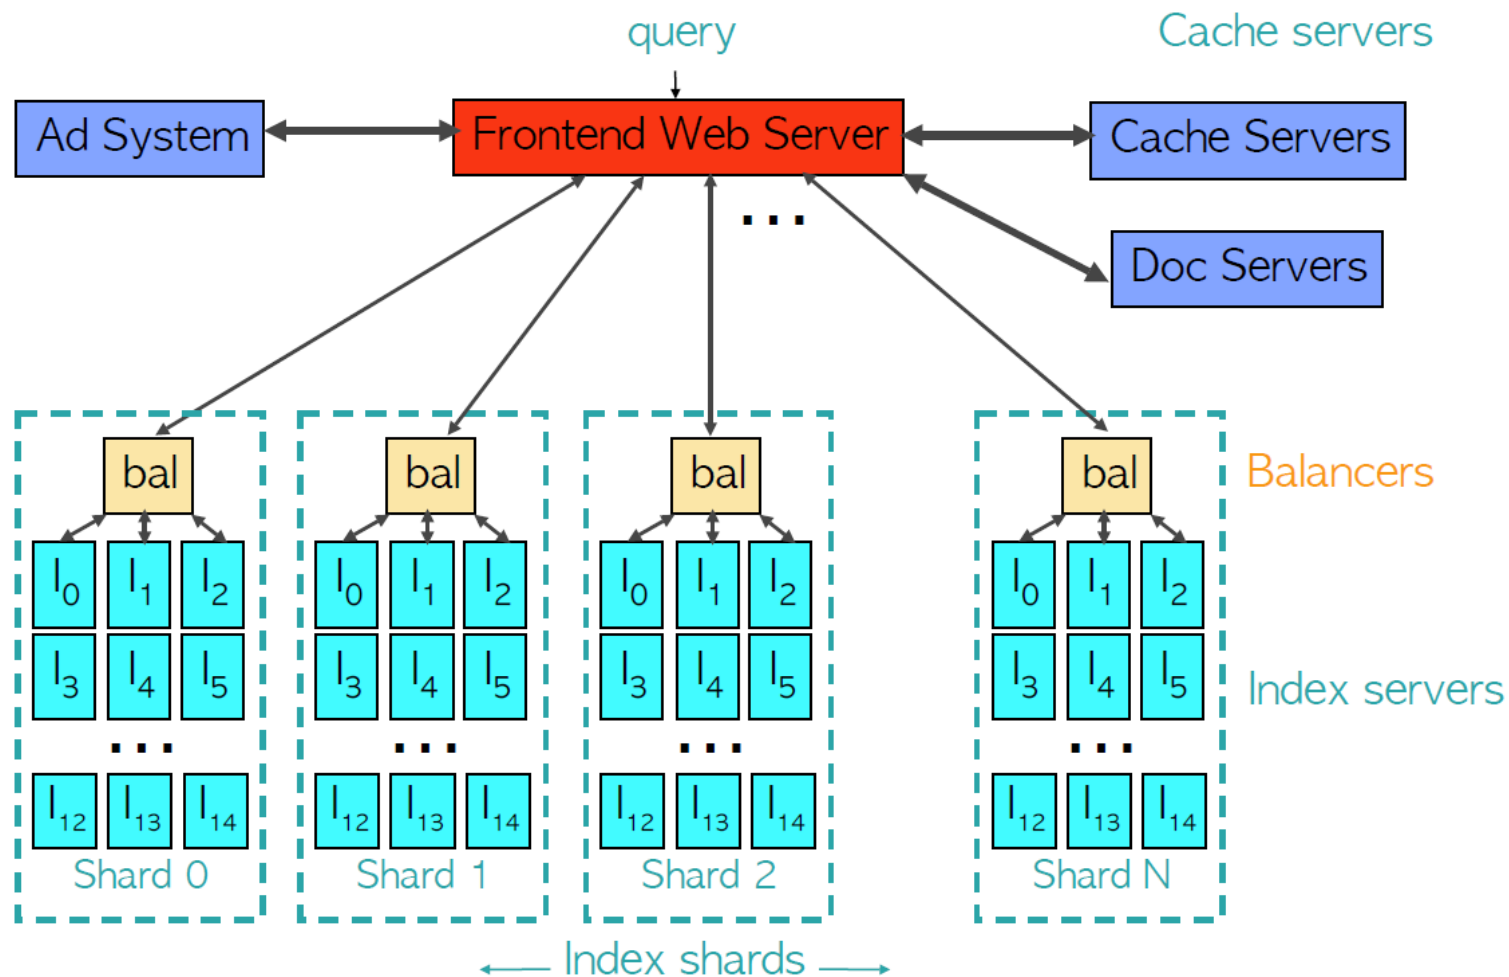 query
Cache servers
Ad System
Frontend Web Server
Cache Servers
...
Doc Servers
bal bal bal bal
Balancers
I0 I1 I2 I0 I1 I2 I0 I1 I2 I0 I1 I2
I3 I4 I5 I3 I4 I5 I3 I4 I5 I3 I4 I5
Index servers
... ... ... ...
I12 I13 I14 I12 I13 I14 I12 I13 I14 I12 I13 I14
Shard 0 Shard 1 Shard 2 Shard N
Index shards